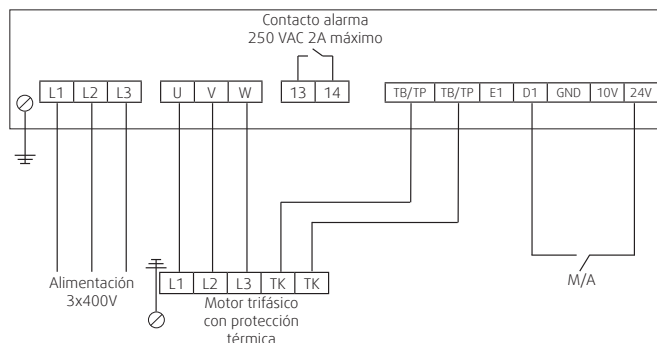 Contacto alarma
250 VAC 2A máximo
L1 L2 L3 U V W 13 14 TB/TP TB/TP E1 D1 GND 10V 24V
Alimentación
3x400V
L1 L2 L3 TK TK
Motor trifásico
con protección
térmica
M/A